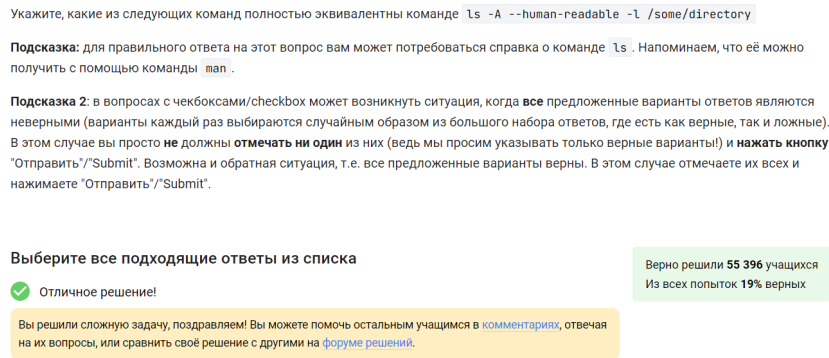 Укажите, какие из следующих команд полностью эквивалентны команде ls -A --human-readable -l /some/directory
Подсказка: для правильного ответа на этот вопрос вам может потребоваться справка о команде ls. Напоминаем, что её можно
получить с помощью команды man.
Подсказка 2: в вопросах с чекбоксами/checkbox может возникнуть ситуация, когда все предложенные варианты ответов являются
неверными (варианты каждый раз выбираются случайным образом из большого набора ответов, где есть как верные, так и ложные).
В этом случае вы просто не должны отмечать ни один из них (ведь мы просим указывать только верные варианты!) и нажать кнопку
"Отправить"/"Submit". Возможна и обратная ситуация, т.е. все предложенные варианты верны. В этом случае отмечаете их всех и
нажимаете "Отправить"/"Submit".
Выберите все подходящие ответы из списка
Отличное решение!
Вы решили сложную задачу, поздравляем! Вы можете помочь остальным учащимся в комментариях, отвечая
на их вопросы, или сравнить своё решение с другими на форуме решений.
Верно решили 55 396 учащихся
Из всех попыток 19% верных